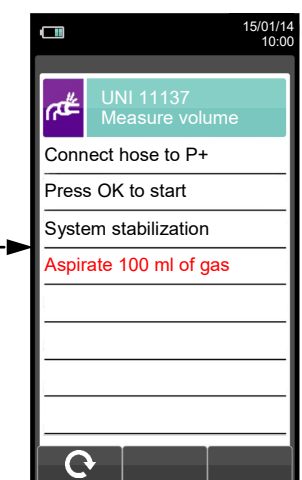 15/01/14
10:00
UNI 11137
Measure volume
Connect hose to P+
Press OK to start
System stabilization
Aspirate 100 ml of gas